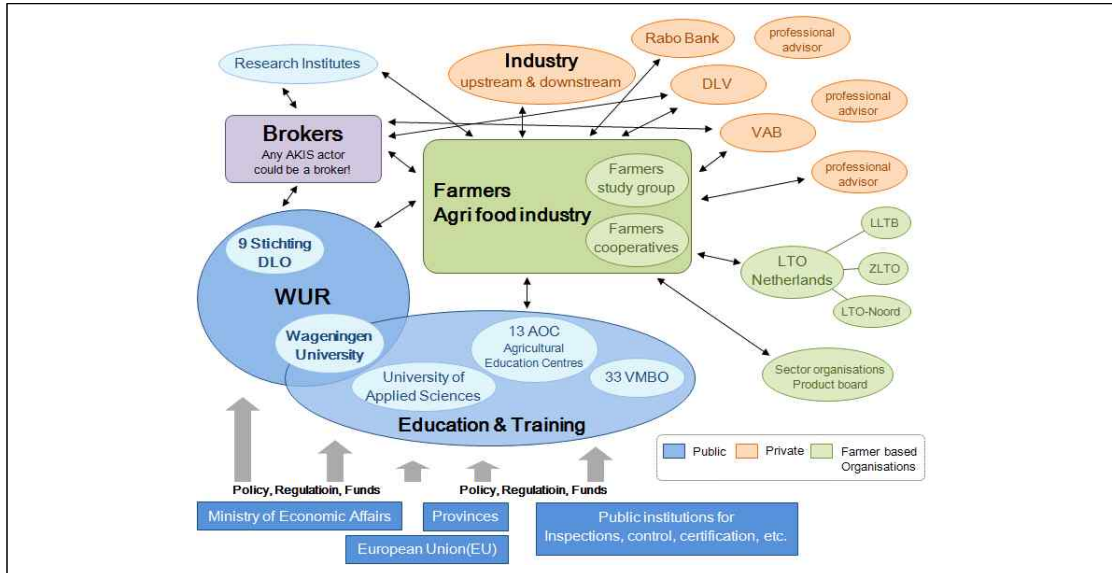 Rabo Bank
professional
advisor
Research Institutes
Industry
upstream & downstream
DLV
professional
advisor
Brokers
Any AKIS actor
could be a broker!
VAB
Farmers
Agri food industry
Farmers
study group
Farmers
cooperatives
professional
advisor
LLTB
9 Stichting
DLO
LTO
Netherlands
ZLTO
WUR
LTO-Noord
Wageningen
University
13 AOC
Agricultural
Education Centres
University of
Applied Sciences
33 VMBO
Sector organisations
Product board
Education & Training
Public
Private
Farmer based
Organisations
Policy, Regulatioin, Funds
Policy, Regulatioin, Funds
Ministry of Economic Affairs
Provinces
Public institutions for
Inspections, control, certification, etc.
European Union(EU)